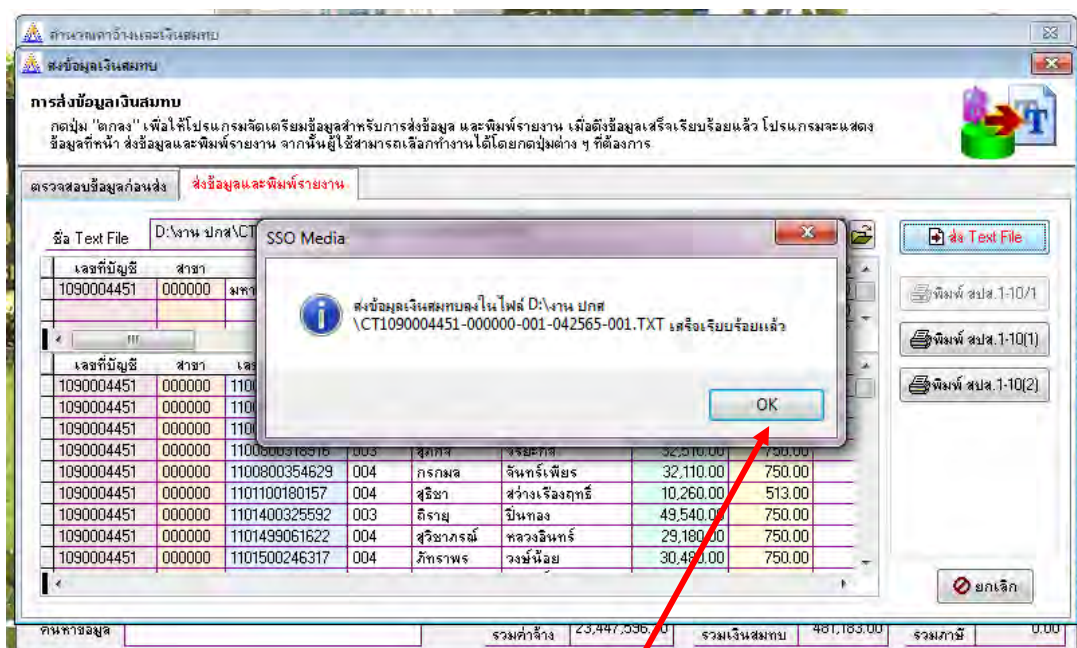 คำนวณค่าจ้างและเงินสมทบ
ส่งข้อมูลเงินสมทบ
การส่งข้อมูลเงินสมทบ
กดปุ่ม "ตกลง" เพื่อให้โปรแกรมจัดเตรียมข้อมูลสำหรับการส่งข้อมูล และพิมพ์รายงาน เมื่อดึงข้อมูลเสร็จเรียบร้อยแล้ว โปรแกรมจะแสดง
ข้อมูลที่หน้า ส่งข้อมูลและพิมพ์รายงาน จากนั้นผู้ใช้สามารถเลือกทำงานได้โดยกดปุ่มต่าง ๆ ที่ต้องการ
ตรวจสอบข้อมูลก่อนส่ง ส่งข้อมูลและพิมพ์รายงาน
ชื่อ Text File D:\งาน ปกส\CT
ส่ง Text File
พิมพ์ สปส.1-10/1
พิมพ์ สปส.1-10(1)
พิมพ์ สปส.1-10(2)
ยกเลิก
เลขที่บัญชี สาขา
1090004451 000000 มหา
SSO Media
ส่งข้อมูลเงินสมทบลงในไฟล์ D:\งาน ปกส
\CT1090004451-000000-001-042565-001.TXT เสร็จเรียบร้อยแล้ว
OK
เลขที่บัญชี สาขา เลข
1090004451 000000 1100
1090004451 000000 1100
1090004451 000000 1100
1090004451 000000 1100800318916 003 32,510.00 750.00
1090004451 000000 1100800354629 004 กรกมล จันทร์เพียร 32,110.00 750.00
1090004451 000000 1101100180157 004 สุธิชา สว่างเรืองฤทธิ์ 10,260.00 513.00
1090004451 000000 1101400325592 003 ถิรายุ ปิ่นทอง 49,540.00 750.00
1090004451 000000 1101499061622 004 สุวิชาภรณ์ หลวงอินทร์ 29,180.00 750.00
1090004451 000000 1101500246317 004 ภัทราพร วงษ์น้อย 30,480.00 750.00
ค้นหาข้อมูล รวมค่าจ้าง รวมเงินสมทบ 481,183.00 รวมภาษี 0.00